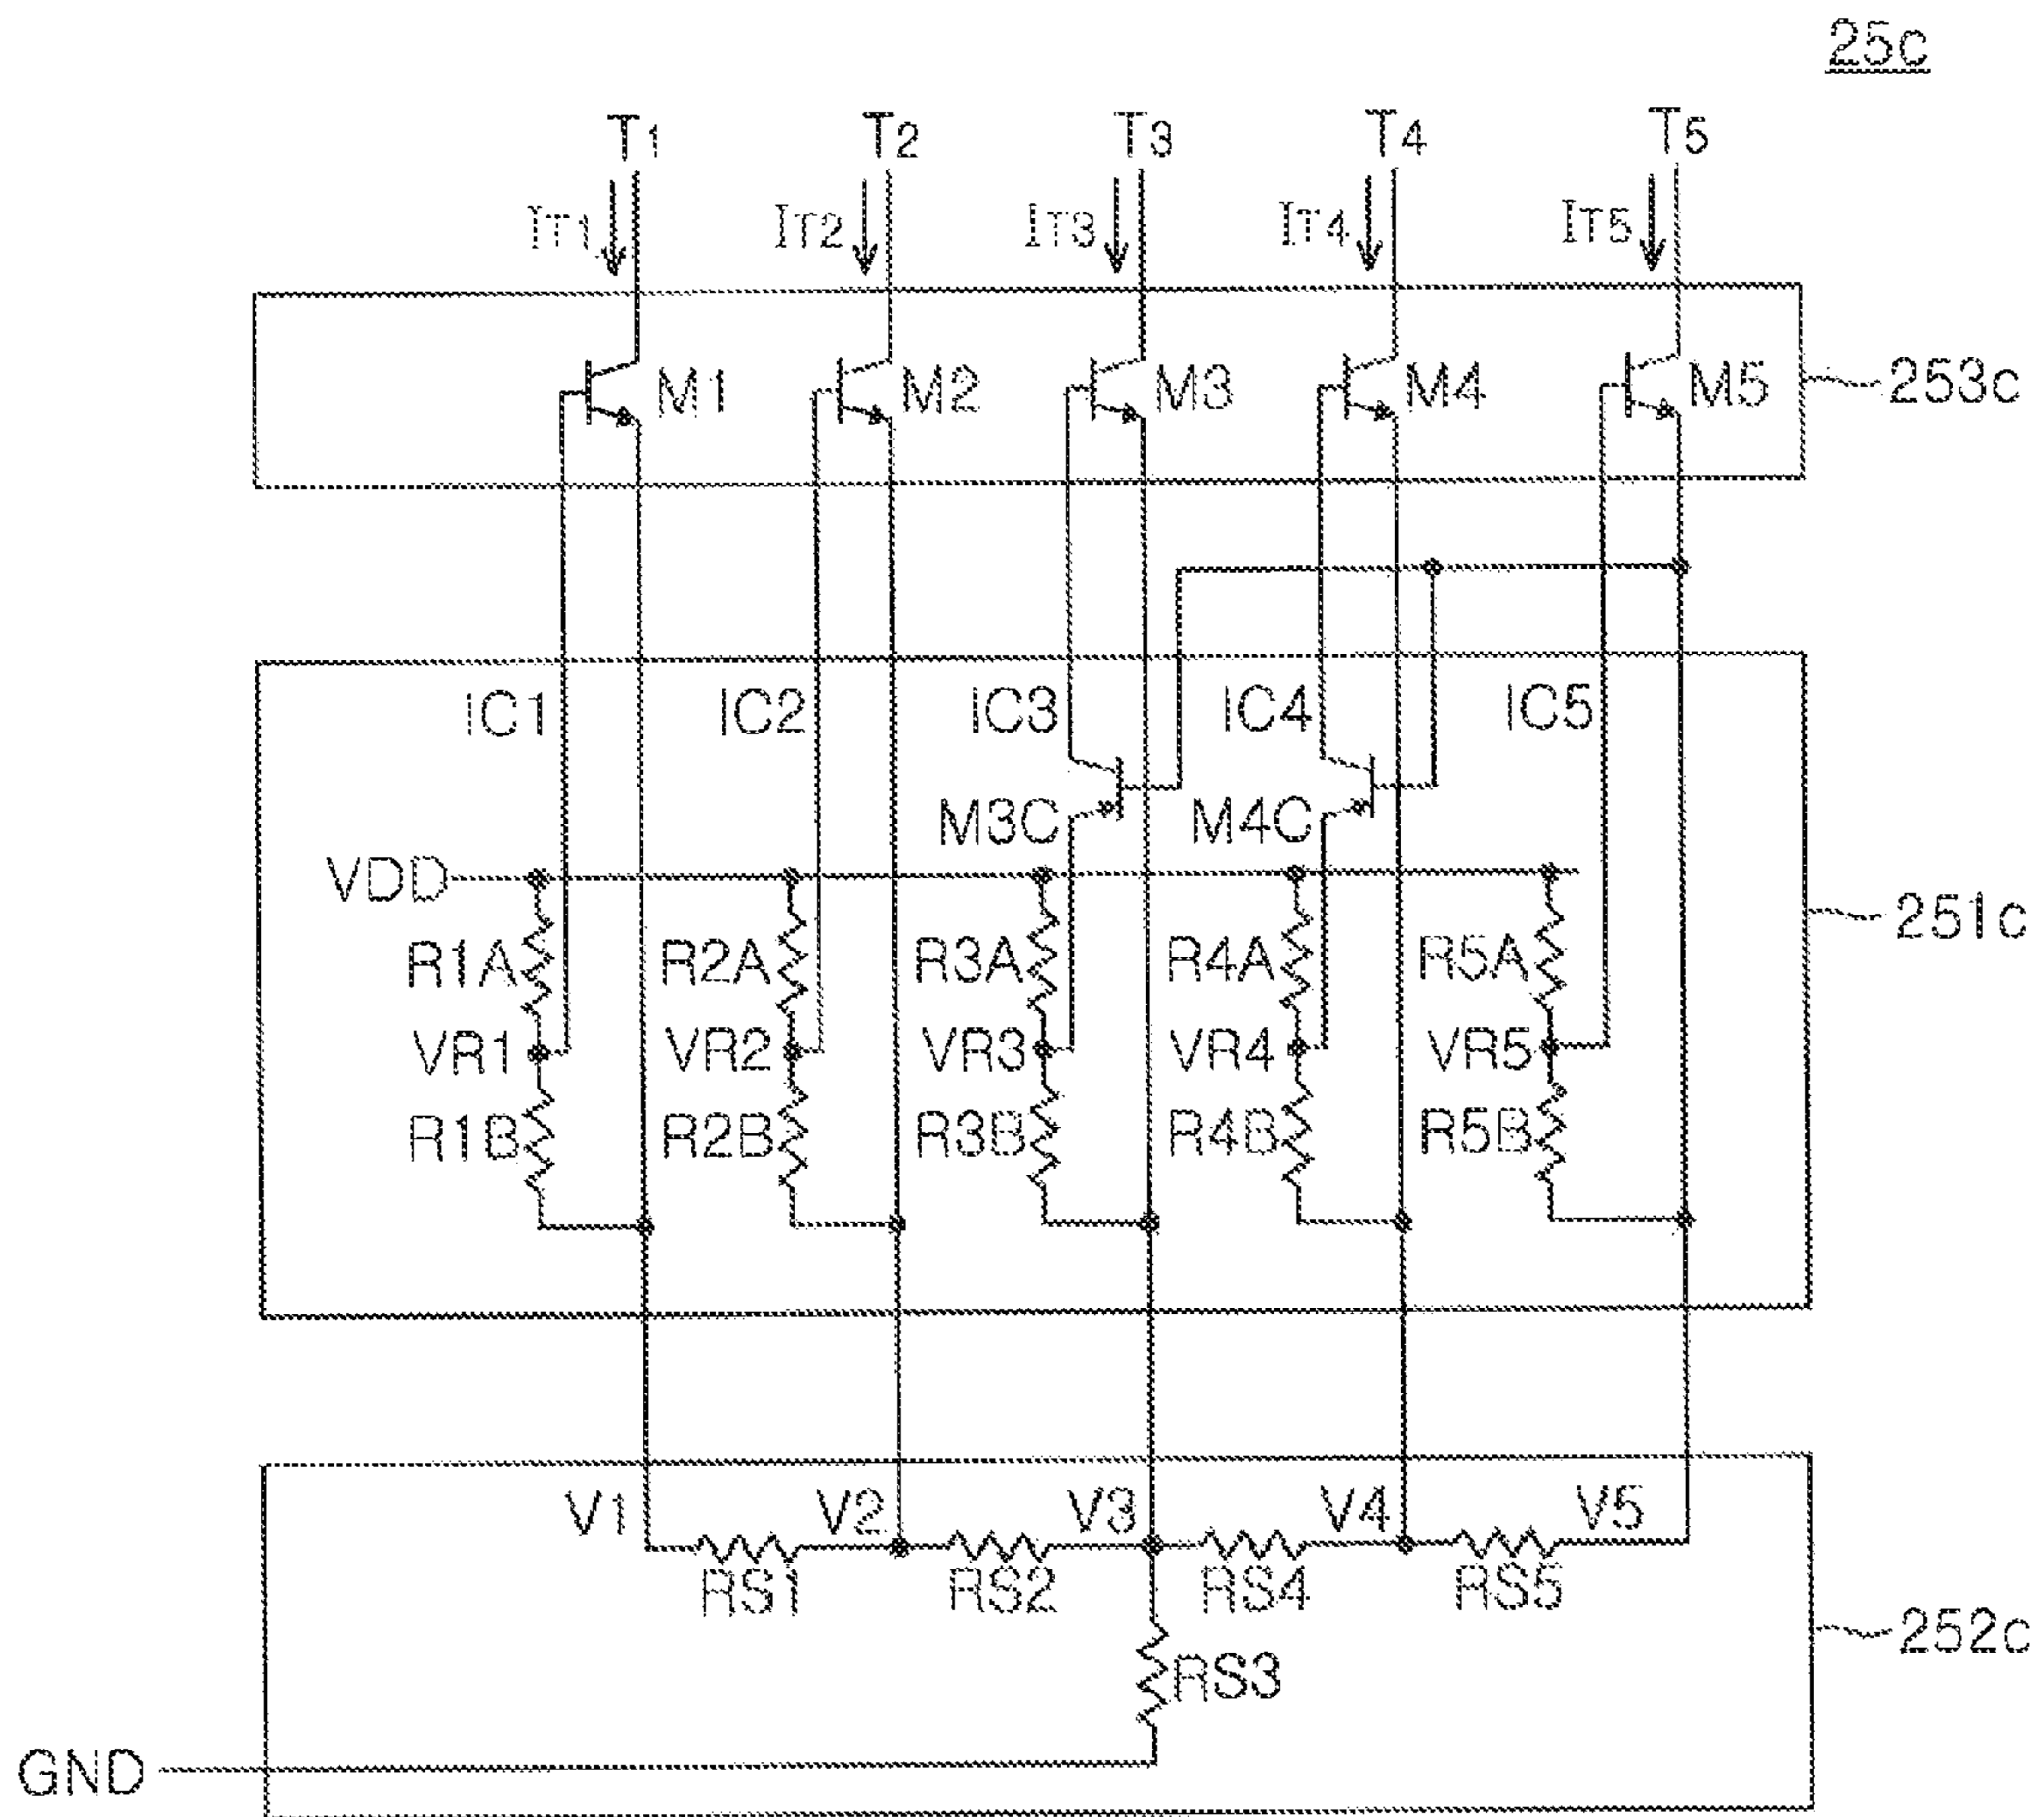 25c
T1 T2 T3 T4 T5
IT1 IT2 IT3 IT4 IT5
M1 M2 M3 M4 M5 253c
IC1 IC2 IC3 IC4 IC5
M3C M4C
VDD
R1A R2A R3A R4A R5A 251c
VR1 VR2 VR3 VR4 VR5
R1B R2B R3B R4B R5B
V1 V2 V3 V4 V5
RS1 RS2 RS4 RS5
252c
RS3
GND